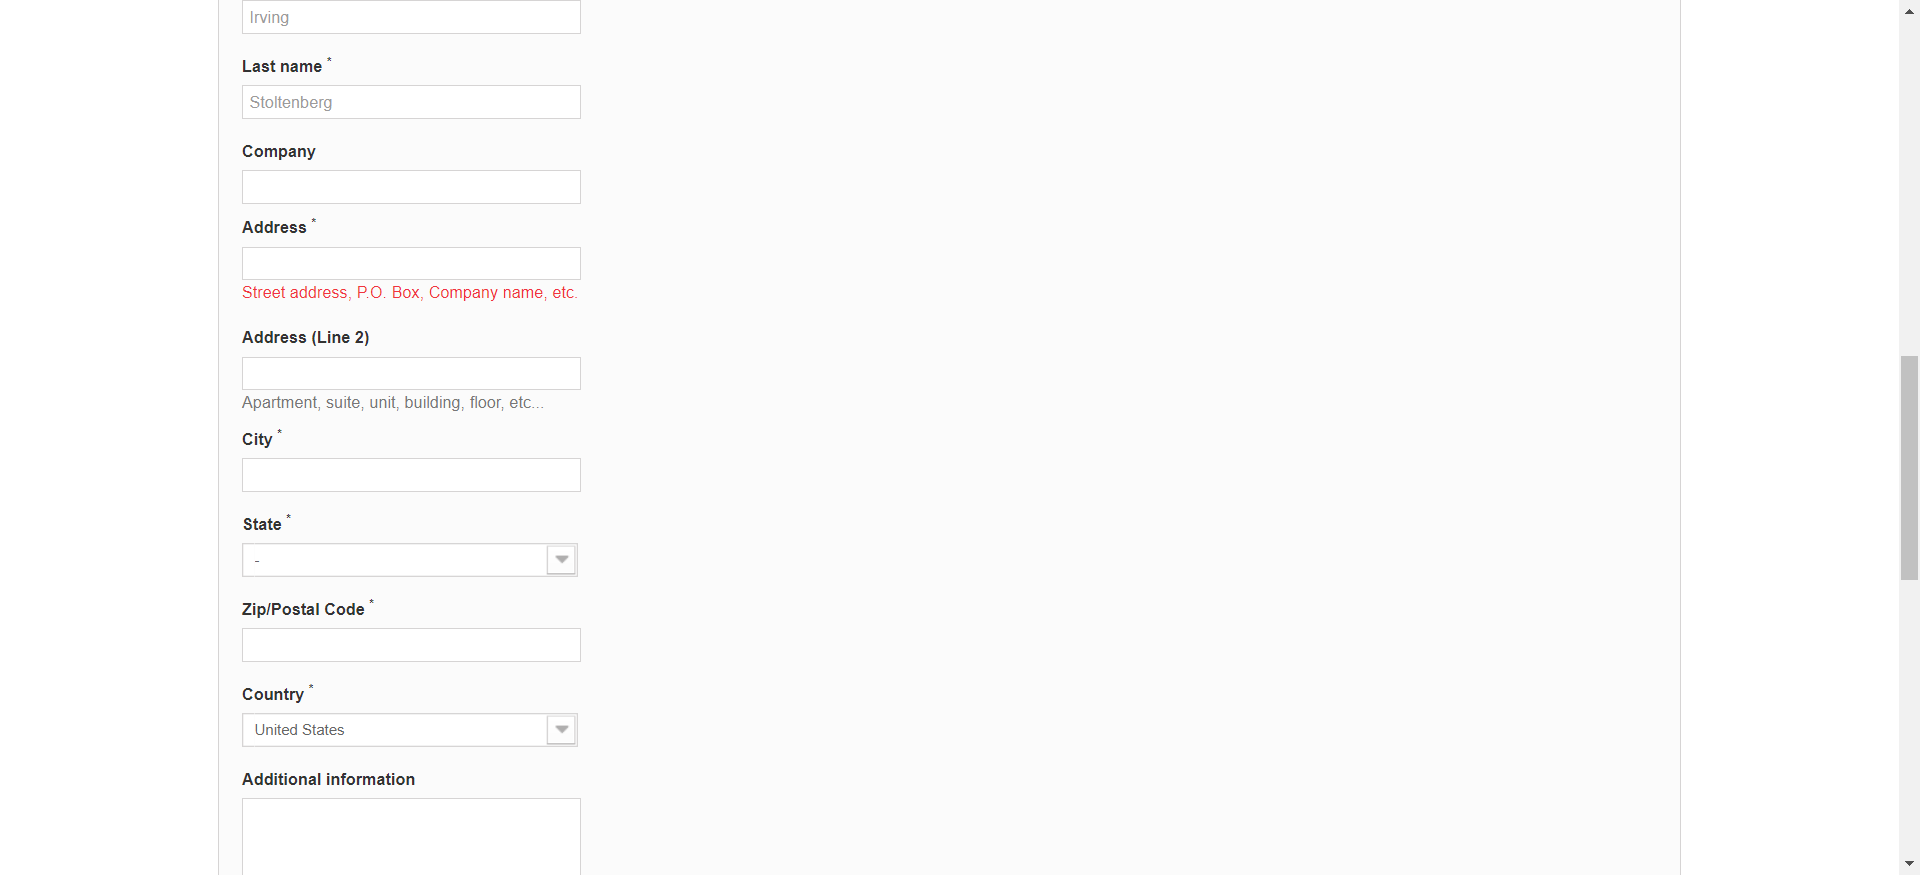 Irving
Last name *
Stoltenberg
Company
Address *
Street address, P.O. Box, Company name, etc.
Address (Line 2)
Apartment, suite, unit, building, floor, etc...
City *
State *
-
Zip/Postal Code *
Country *
United States
Additional information